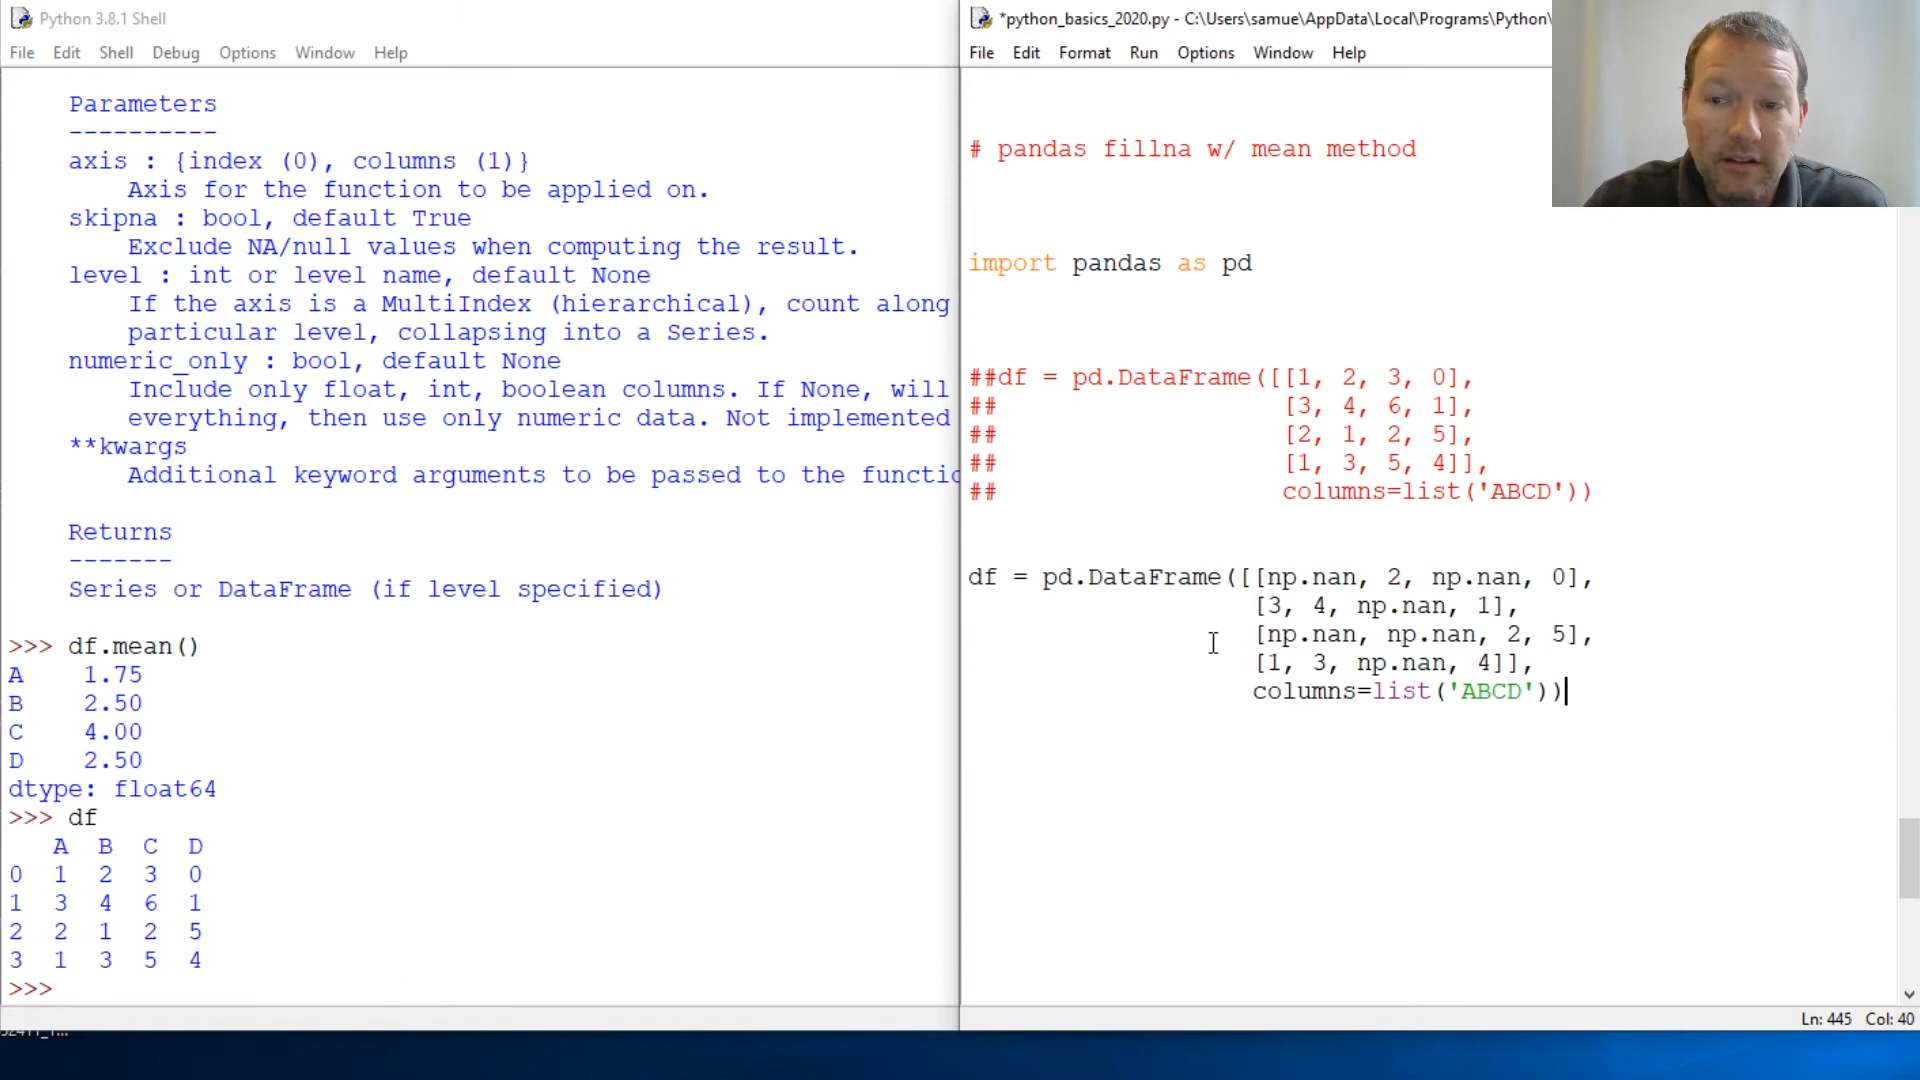 Python 3.8.1 Shell
File Edit Shell Debug Options Window Help
Parameters
----------
axis : {index (0), columns (1)}
Axis for the function to be applied on.
skipna : bool, default True
Exclude NA/null values when computing the result.
level : int or level name, default None
If the axis is a MultiIndex (hierarchical), count along
particular level, collapsing into a Series.
numeric_only : bool, default None
Include only float, int, boolean columns. If None, will
everything, then use only numeric data. Not implemented
**kwargs
Additional keyword arguments to be passed to the functio
Returns
-------
Series or DataFrame (if level specified)
>>> df.mean()
A 1.75
B 2.50
C 4.00
D 2.50
dtype: float64
>>> df
A B C D
0 1 2 3 0
1 3 4 6 1
2 2 1 2 5
3 1 3 5 4
>>>
*python_basics_2020.py - C:\Users\samue\AppData\Local\Programs\Python\
File Edit Format Run Options Window Help
# pandas fillna w/ mean method
import pandas as pd
##df = pd.DataFrame([[1, 2, 3, 0],
## [3, 4, 6, 1],
## [2, 1, 2, 5],
## [1, 3, 5, 4]],
## columns=list('ABCD'))
df = pd.DataFrame([[np.nan, 2, np.nan, 0],
[3, 4, np.nan, 1],
[np.nan, np.nan, 2, 5],
[1, 3, np.nan, 4]],
columns=list('ABCD'))
Ln: 445 Col: 40